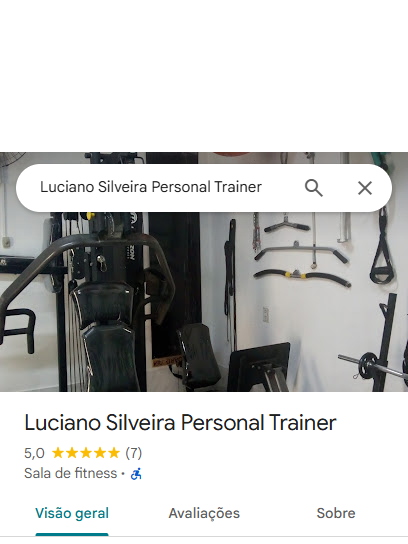 Luciano Silveira Personal Trainer
Luciano Silveira Personal Trainer
5,0 ★★★★★ (7)
Sala de fitness ·
Visão geral
Avaliações
Sobre